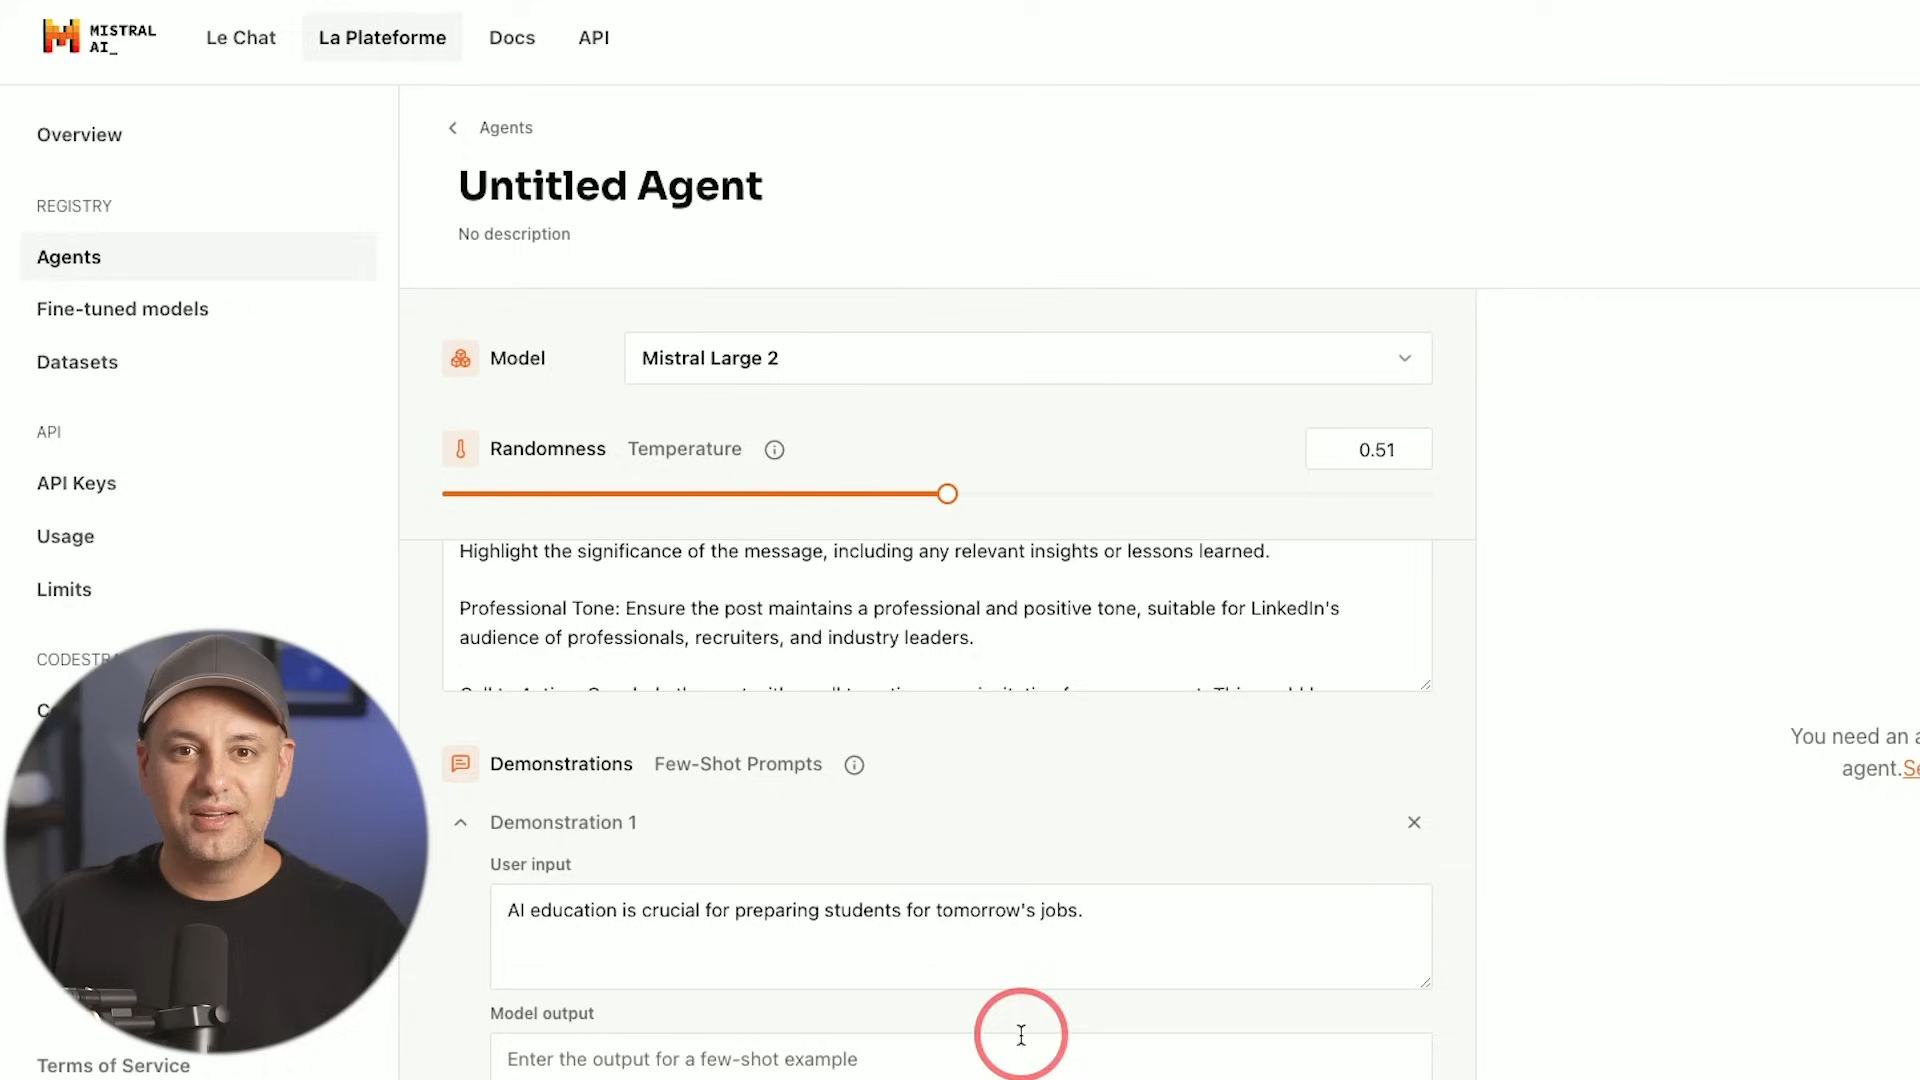 MISTRAL
AI_
Le Chat
La Plateforme
Docs
API
Overview
REGISTRY
Agents
Fine-tuned models
Datasets
API
API Keys
Usage
Limits
Terms of Service
Agents
Untitled Agent
No description
Model
Mistral Large 2
Randomness Temperature
0.51
Highlight the significance of the message, including any relevant insights or lessons learned.
Professional Tone: Ensure the post maintains a professional and positive tone, suitable for LinkedIn's
audience of professionals, recruiters, and industry leaders.
Demonstrations Few-Shot Prompts
Demonstration 1
User input
AI education is crucial for preparing students for tomorrow's jobs.
Model output
Enter the output for a few-shot example
You need an
agent.